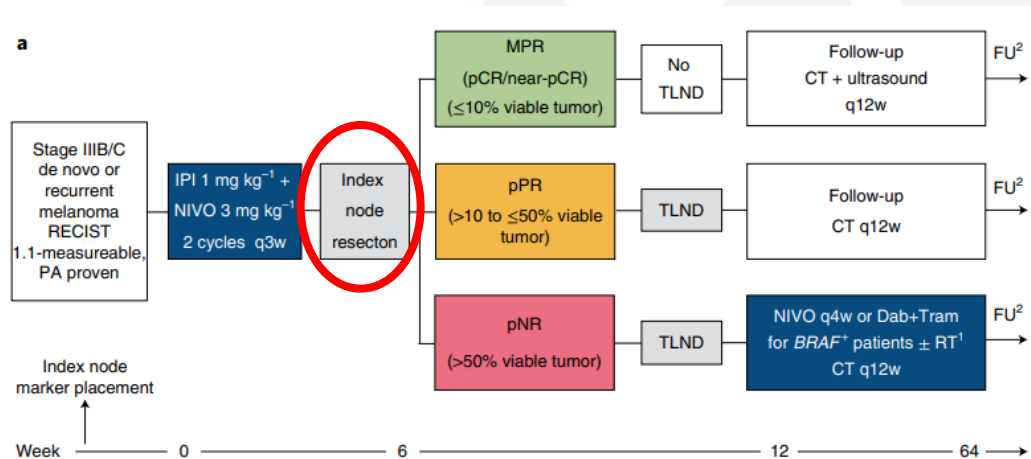 a
Stage IIIB/C
de novo or
recurrent
melanoma
RECIST
1.1-measureable,
PA proven
IPI 1 mg kg⁻¹ +
NIVO 3 mg kg⁻¹
2 cycles q3w
Index
node
resecton
MPR
(pCR/near-pCR)
(≤10% viable tumor)
No
TLND
Follow-up
CT + ultrasound
q12w
FU²
pPR
(>10 to ≤50% viable
tumor)
TLND
Follow-up
CT q12w
FU²
pNR
(>50% viable tumor)
TLND
NIVO q4w or Dab+Tram
for BRAF⁺ patients ± RT¹
CT q12w
FU²
Index node
marker placement
Week 0 6 12 64